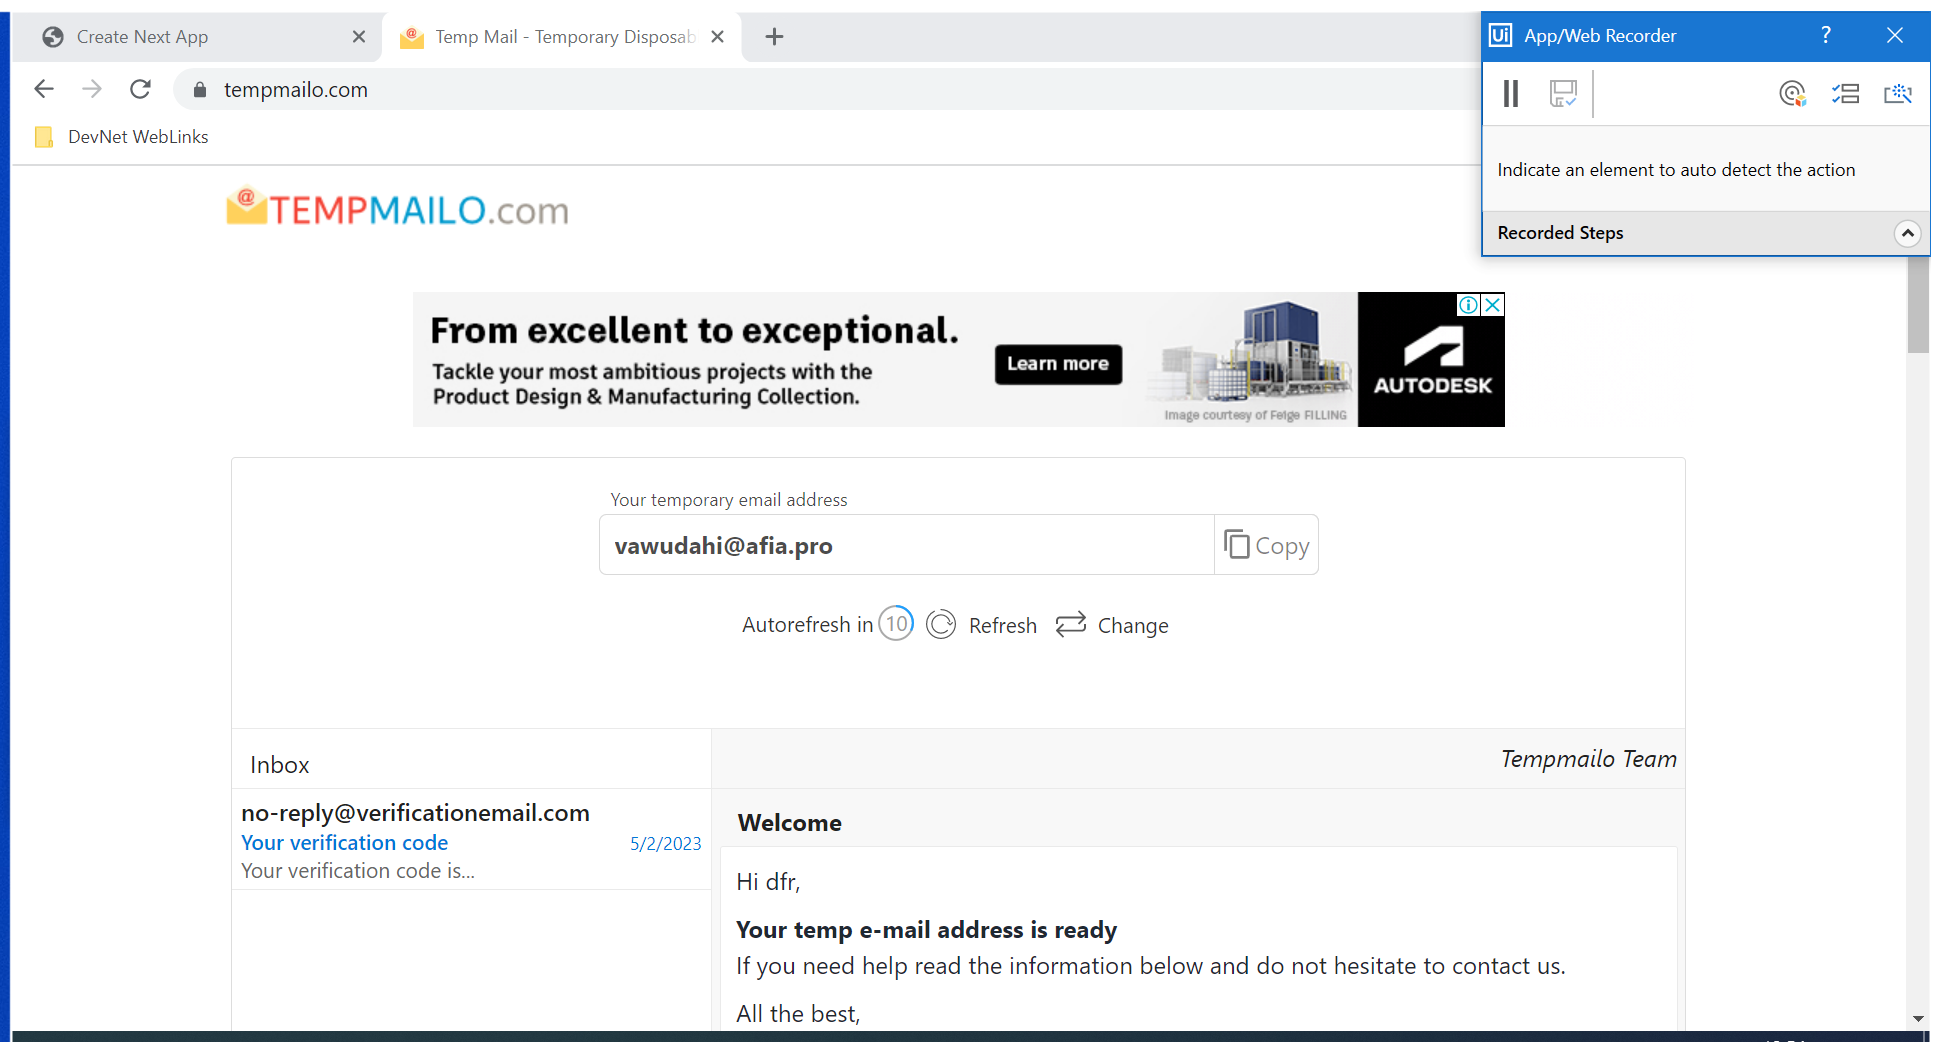 Create Next App
Temp Mail - Temporary Disposab
Ui App/Web Recorder ?
tempmailo.com
DevNet WebLinks
Indicate an element to auto detect the action
Recorded Steps
@TEMPMAILO.com
From excellent to exceptional.
Tackle your most ambitious projects with the
Product Design & Manufacturing Collection.
Learn more
Image courtesy of Feige FILLING
AUTODESK
Your temporary email address
vawudahi@afia.pro
Copy
Autorefresh in 10 Refresh Change
Inbox
Tempmailo Team
no-reply@verificationemail.com
Your verification code 5/2/2023
Your verification code is...
Welcome
Hi dfr,
Your temp e-mail address is ready
If you need help read the information below and do not hesitate to contact us.
All the best,